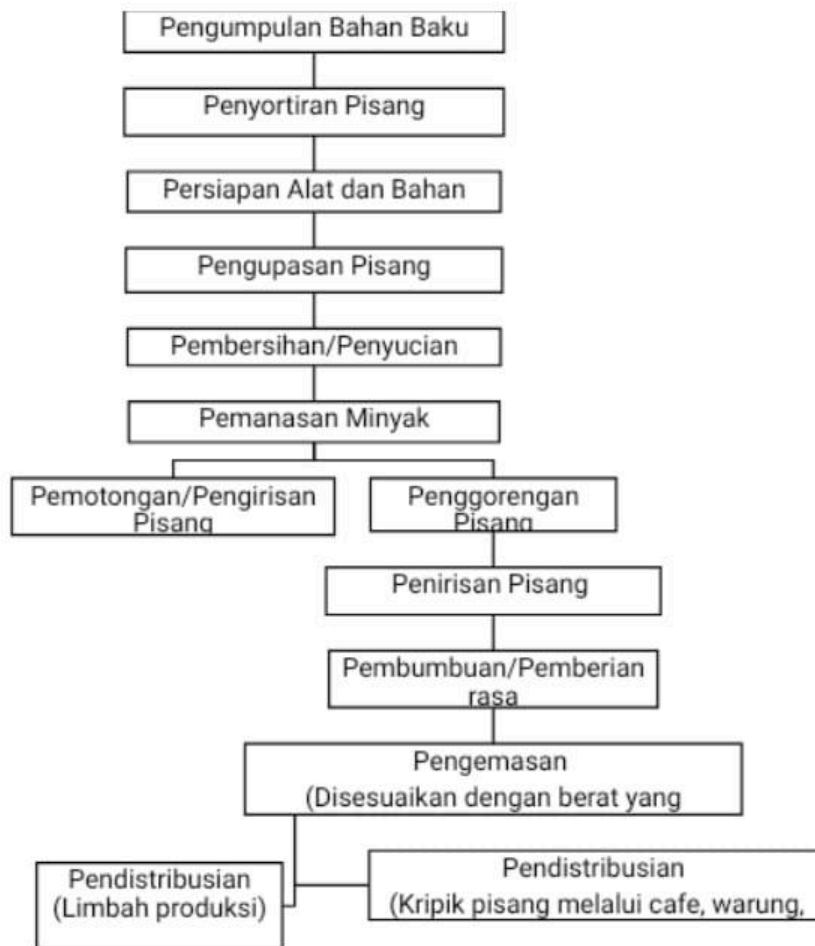 Pengumpulan Bahan Baku
Penyortiran Pisang
Persiapan Alat dan Bahan
Pengupasan Pisang
Pembersihan/Penyucian
Pemanasan Minyak
Pemotongan/Pengirisan
Pisang
Penggorengan
Pisang
Penirisan Pisang
Pembumbuan/Pemberian
rasa
Pengemasan
(Disesuaikan dengan berat yang
Pendistribusian
(Limbah produksi)
Pendistribusian
(Kripik pisang melalui cafe, warung,